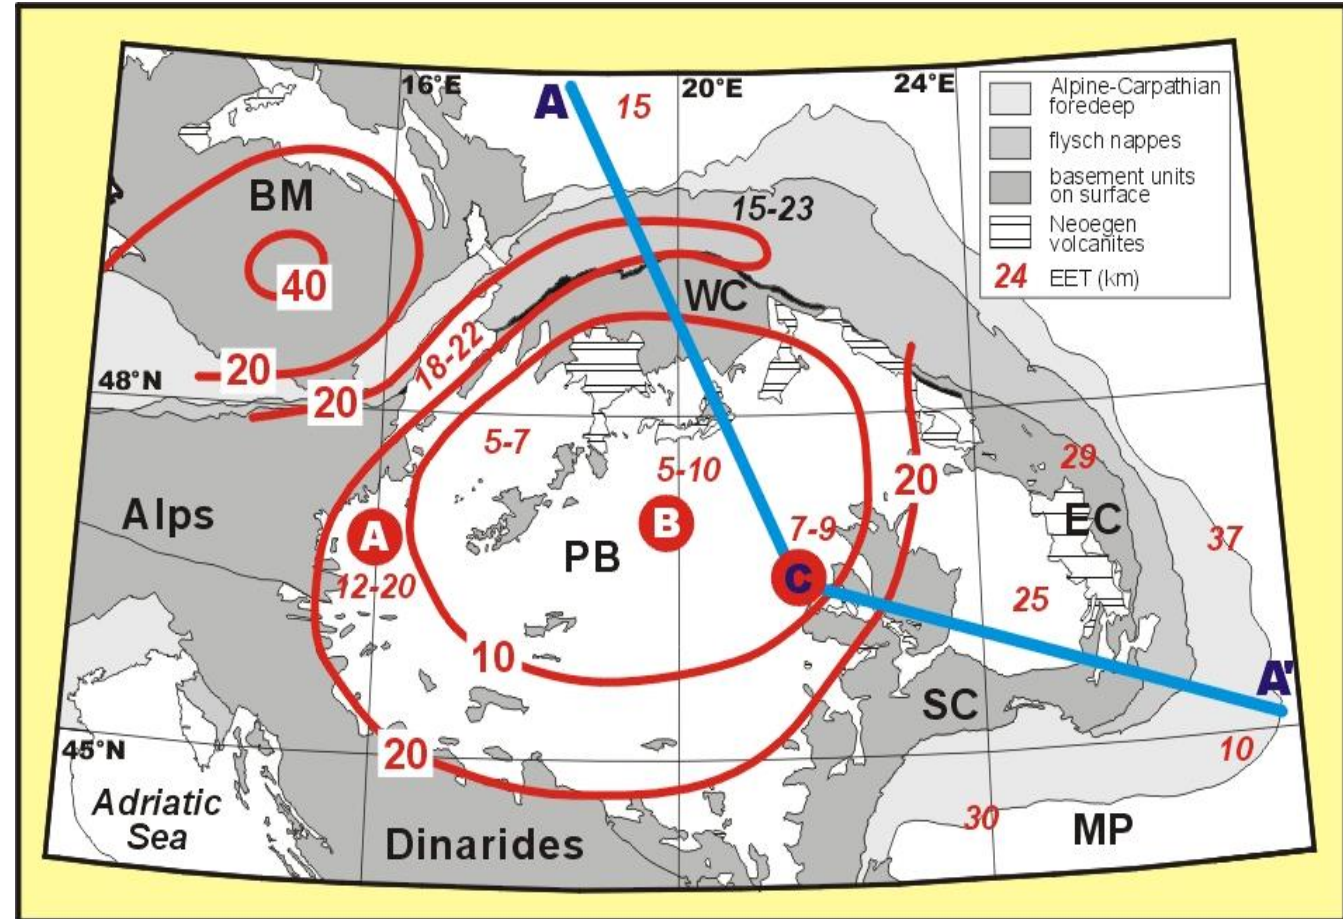 16°E
20°E
24°E
A
15
Alpine-Carpathian
foredeep
flysch nappes
basement units
on surface
Neoegen
volcanites
24 EET (km)
BM
40
15-23
WC
18-22
48°N
20
20
5-7
5-10
20
29
EC
Alps
A
B
7-9
37
PB
C
12-20
25
10
A'
SC
45°N
20
10
Adriatic
Sea
30
MP
Dinarides